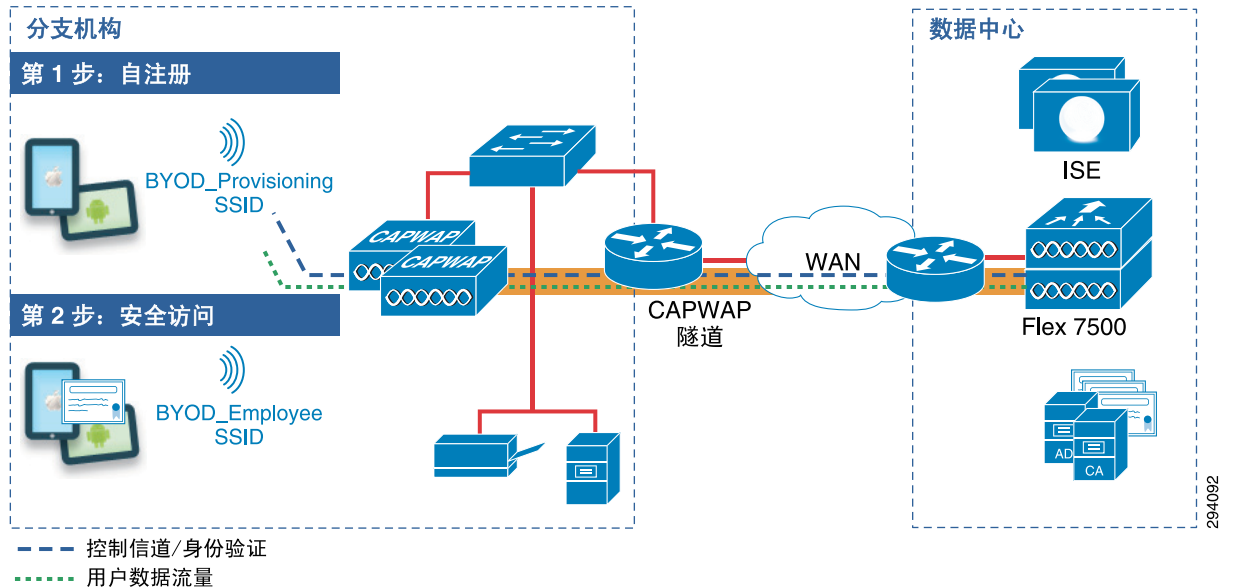 分支机构
第 1 步：自注册
BYOD_Provisioning
SSID
CAPWAP
CAPWAP
第 2 步：安全访问
BYOD_Employee
SSID
CAPWAP
隧道
WAN
数据中心
ISE
Flex 7500
AD
CA
294092
控制信道/身份验证
用户数据流量